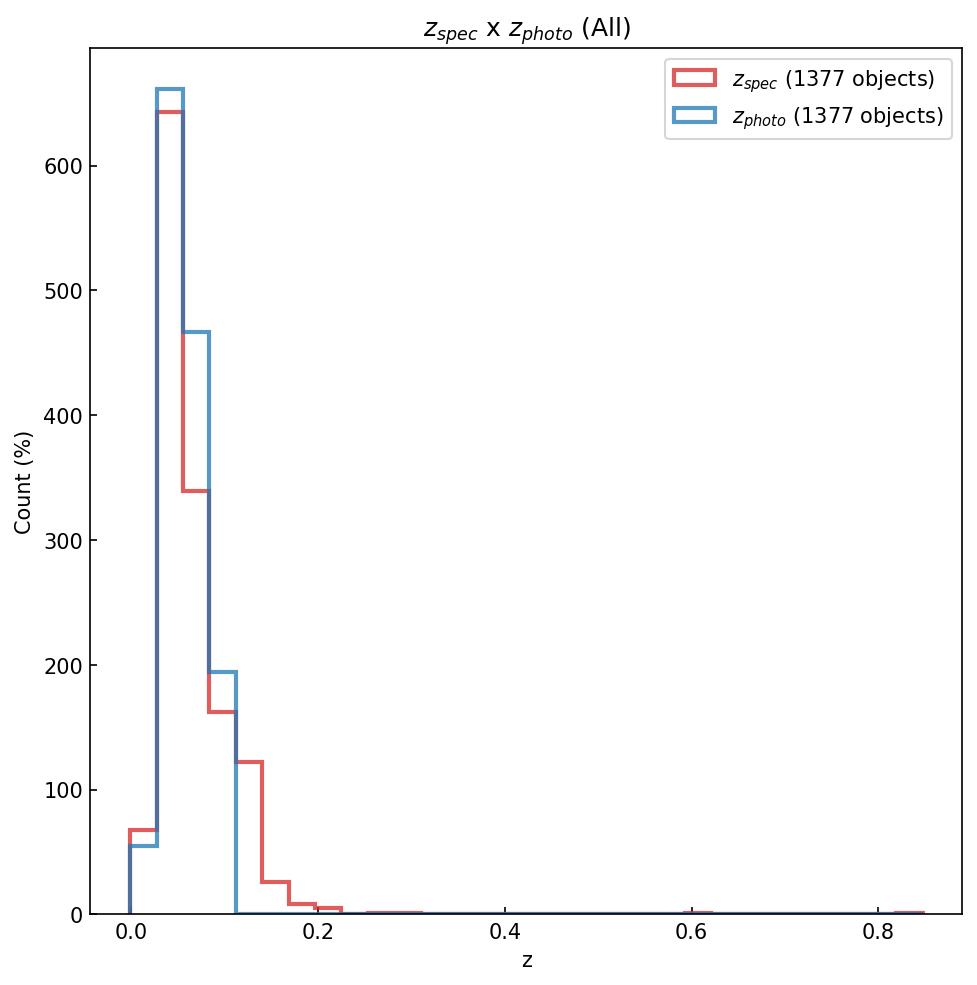 z_spec x z_photo (All)
z_spec (1377 objects)
z_photo (1377 objects)
Count (%)
600
500
400
300
200
100
0
0.0 0.2 0.4 0.6 0.8
z